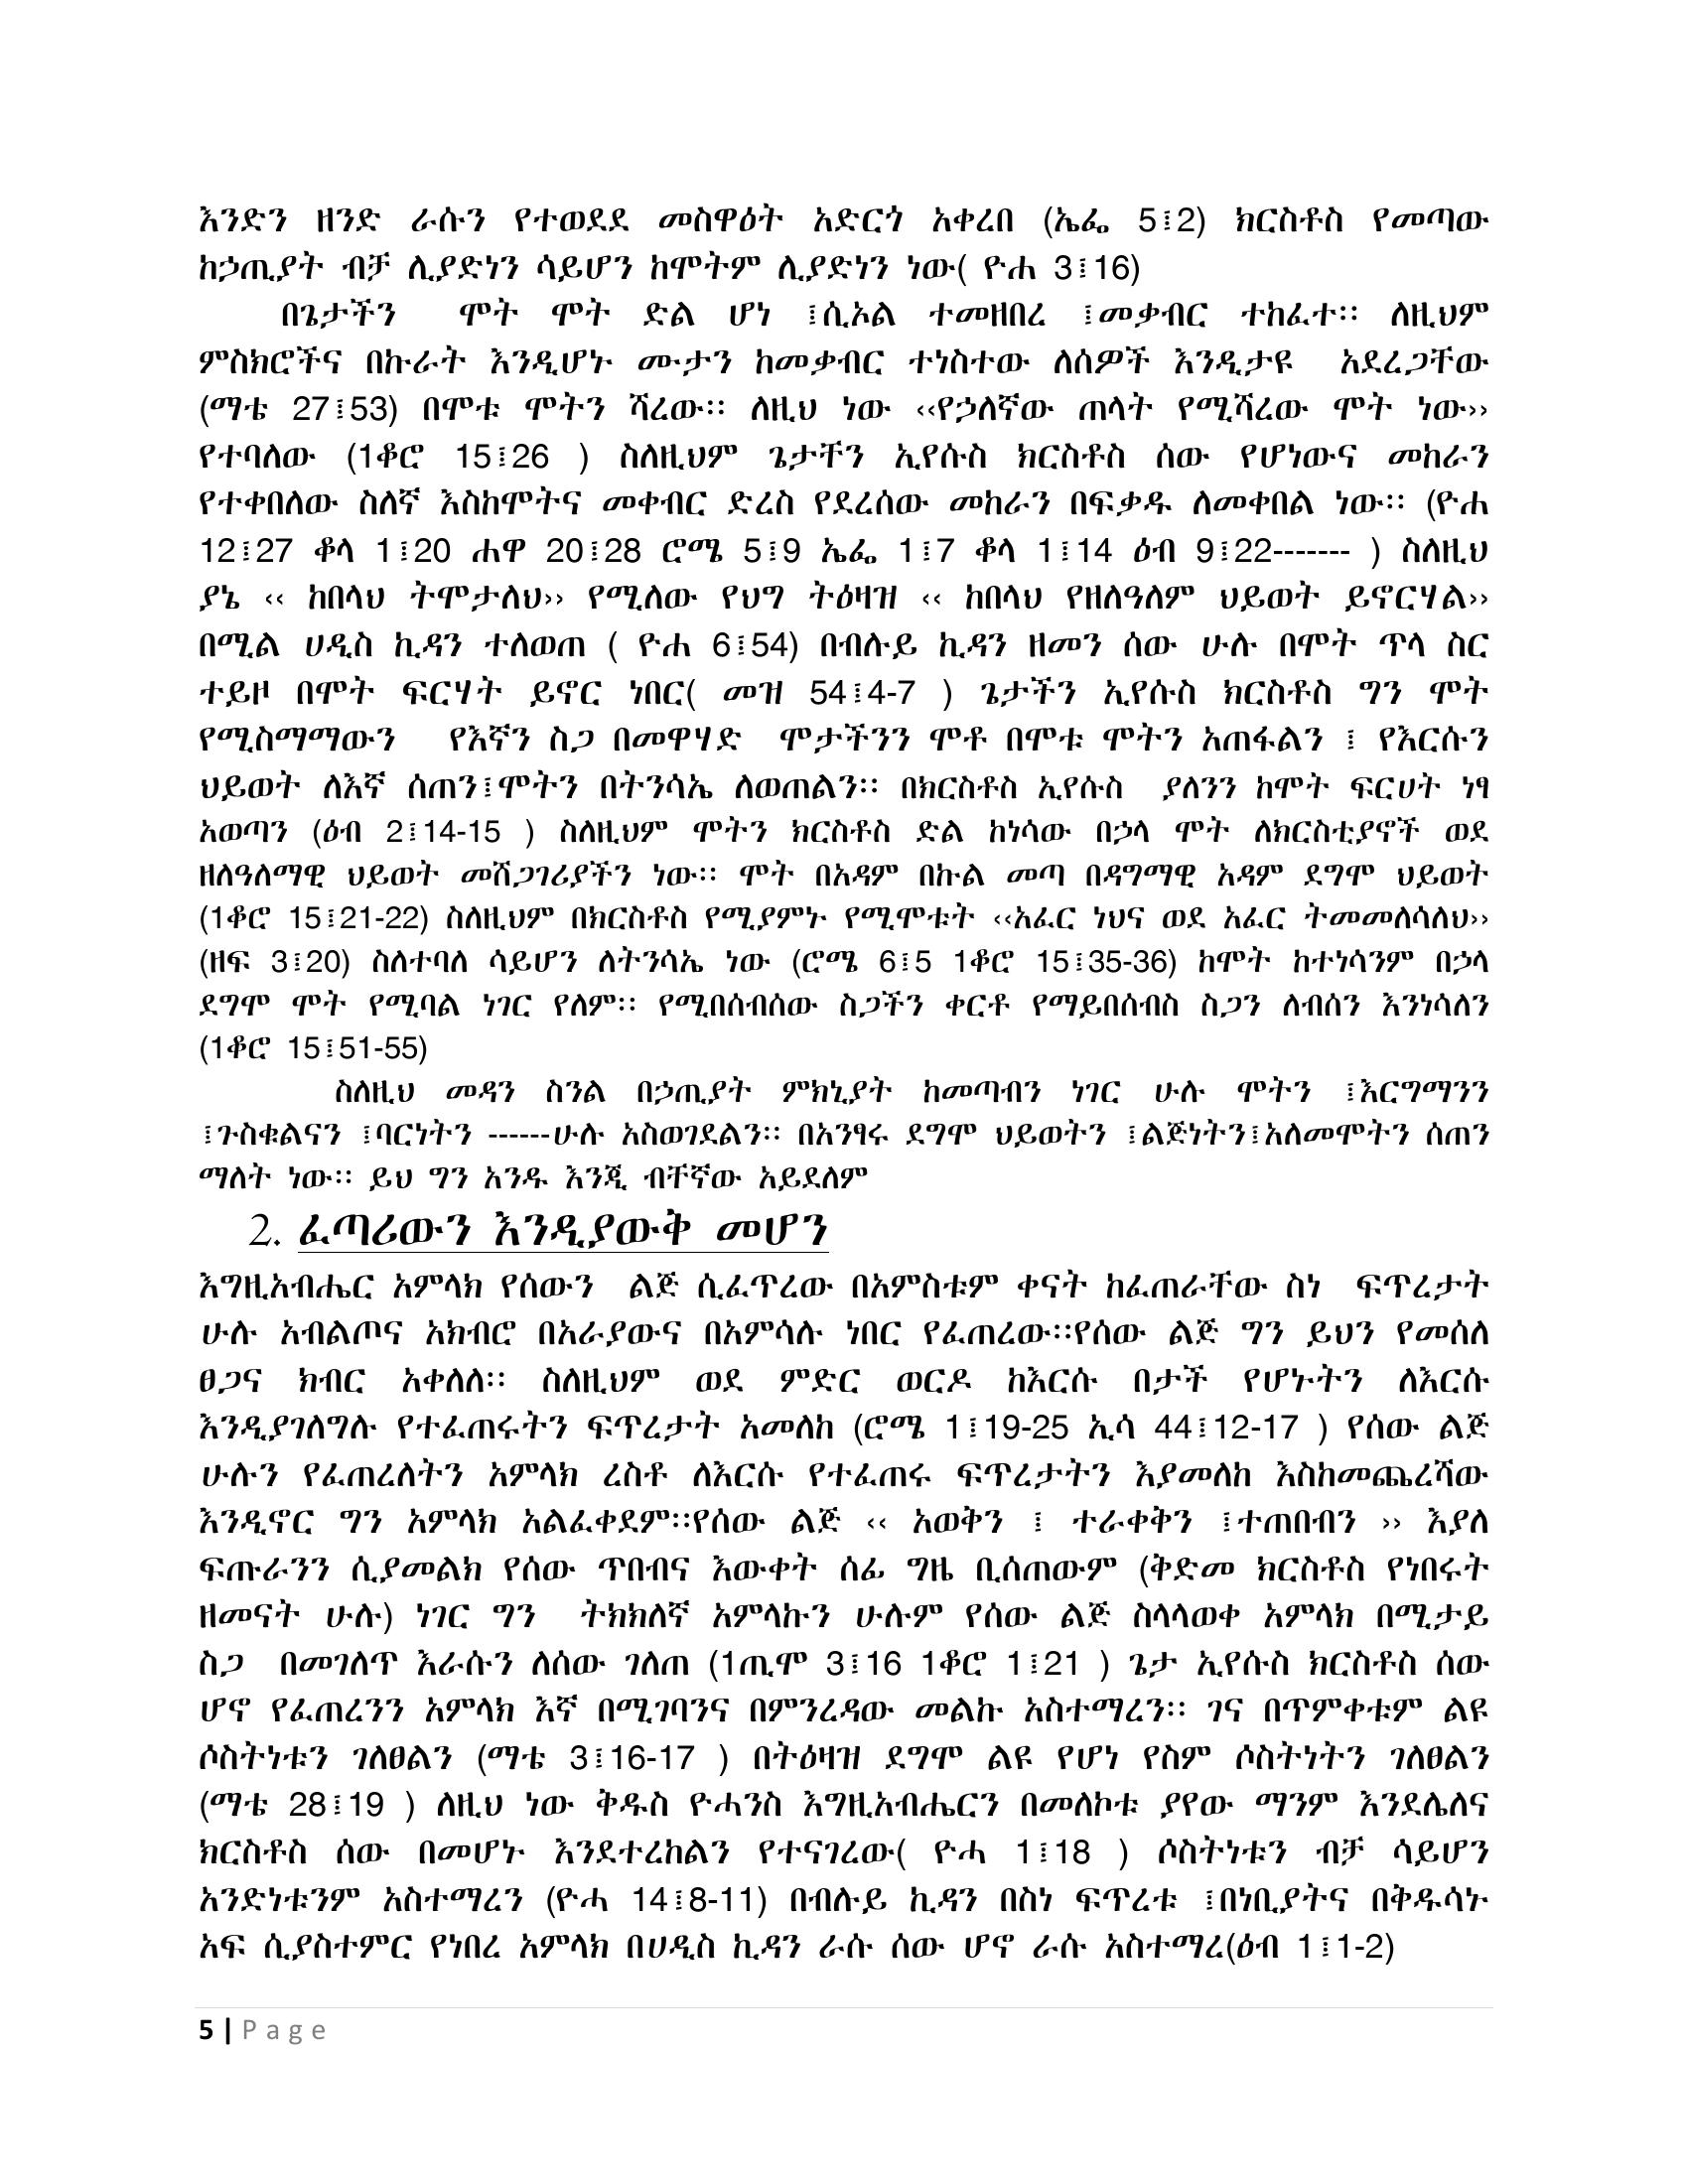 እንድን ዘንድ ራሱን የተወደደ መስዋዕት አድርጎ አቀረበ (ኤፌ 5፤2) ክርስቶስ የመጣው
ከኃጢያት ብቻ ሊያድነን ሳይሆን ከሞትም ሊያድነን ነው( ዮሐ 3፤16)
በጌታችን ሞት ሞት ድል ሆነ ፤ሲኦል ተመዘበረ ፤መቃብር ተከፈተ፡፡ ለዚህም
ምስክሮችና በኩራት እንዲሆኑ ሙታን ከመቃብር ተነስተው ለሰዎች እንዲታዩ አደረጋቸው
(ማቴ 27፤53) በሞቱ ሞትን ሻረው፡፡ ለዚህ ነው ‹‹የኃለኛው ጠላት የሚሻረው ሞት ነው››
የተባለው (1ቆሮ 15፤26 ) ስለዚህም ጌታችን ኢየሱስ ክርስቶስ ሰው የሆነውና መከራን
የተቀበለው ስለኛ እስከሞትና መቀብር ድረስ የደረሰው መከራን በፍቃዱ ለመቀበል ነው፡፡ (ዮሐ
12፤27 ቆላ 1፤20 ሐዋ 20፤28 ሮሜ 5፤9 ኤፌ 1፤7 ቆላ 1፤14 ዕብ 9፤22------- ) ስለዚህ
ያኔ ‹‹ ከበላህ ትሞታለህ›› የሚለው የህግ ትዕዛዝ ‹‹ ከበላህ የዘለዓለም ህይወት ይኖርሃል››
በሚል ሀዲስ ኪዳን ተለወጠ ( ዮሐ 6፤54) በብሉይ ኪዳን ዘመን ሰው ሁሉ በሞት ጥላ ስር
ተይዞ በሞት ፍርሃት ይኖር ነበር( መዝ 54፤4-7 ) ጌታችን ኢየሱስ ክርስቶስ ግን ሞት
የሚስማማውን የእኛን ስጋ በመዋሃድ ሞታችንን ሞቶ በሞቱ ሞትን አጠፋልን ፤ የእርሱን
ህይወት ለእኛ ሰጠን፤ሞትን በትንሳኤ ለወጠልን፡፡ በክርስቶስ ኢየሱስ ያለንን ከሞት ፍርሀት ነፃ
አወጣን (ዕብ 2፤14-15 ) ስለዚህም ሞትን ክርስቶስ ድል ከነሳው በኃላ ሞት ለክርስቲያኖች ወደ
ዘለዓለማዊ ህይወት መሸጋገሪያችን ነው፡፡ ሞት በአዳም በኩል መጣ በዳግማዊ አዳም ደግሞ ህይወት
(1ቆሮ 15፤21-22) ስለዚህም በክርስቶስ የሚያምኑ የሚሞቱት ‹‹አፈር ነህና ወደ አፈር ትመመለሳለህ››
(ዘፍ 3፤20) ስለተባለ ሳይሆን ለትንሳኤ ነው (ሮሜ 6፤5 1ቆሮ 15፤35-36) ከሞት ከተነሳንም በኃላ
ደግሞ ሞት የሚባል ነገር የለም፡፡ የሚበሰብሰው ስጋችን ቀርቶ የማይበሰብስ ስጋን ለብሰን እንነሳለን
(1ቆሮ 15፤51-55)
ስለዚህ መዳን ስንል በኃጢያት ምክኒያት ከመጣብን ነገር ሁሉ ሞትን ፤እርግማንን
፤ጉስቁልናን ፤ባርነትን ------ሁሉ አስወገደልን፡፡ በአንፃሩ ደግሞ ህይወትን ፤ልጅነትን፤አለመሞትን ሰጠን
ማለት ነው፡፡ ይህ ግን አንዱ እንጂ ብቸኛው አይደለም
2. ፈጣሪውን እንዲያውቅ መሆን
እግዚአብሔር አምላክ የሰውን ልጅ ሲፈጥረው በአምስቱም ቀናት ከፈጠራቸው ስነ ፍጥረታት
ሁሉ አብልጦና አክብሮ በአራያውና በአምሳሉ ነበር የፈጠረው፡፡የሰው ልጅ ግን ይህን የመሰለ
ፀጋና ክብር አቀለለ፡፡ ስለዚህም ወደ ምድር ወርዶ ከእርሱ በታች የሆኑትን ለእርሱ
እንዲያገለግሉ የተፈጠሩትን ፍጥረታት አመለከ (ሮሜ 1፤19-25 ኢሳ 44፤12-17 ) የሰው ልጅ
ሁሉን የፈጠረለትን አምላክ ረስቶ ለእርሱ የተፈጠሩ ፍጥረታትን እያመለከ እስከመጨረሻው
እንዲኖር ግን አምላክ አልፈቀደም፡፡የሰው ልጅ ‹‹ አወቅን ፤ ተራቀቅን ፤ተጠበብን ›› እያለ
ፍጡራንን ሲያመልክ የሰው ጥበብና እውቀት ሰፊ ግዜ ቢሰጠውም (ቅድመ ክርስቶስ የነበሩት
ዘመናት ሁሉ) ነገር ግን ትክክለኛ አምላኩን ሁሉም የሰው ልጅ ስላላወቀ አምላክ በሚታይ
ስጋ በመገለጥ እራሱን ለሰው ገለጠ (1ጢሞ 3፤16 1ቆሮ 1፤21 ) ጌታ ኢየሱስ ክርስቶስ ሰው
ሆኖ የፈጠረንን አምላክ እኛ በሚገባንና በምንረዳው መልኩ አስተማረን፡፡ ገና በጥምቀቱም ልዩ
ሶስትነቱን ገለፀልን (ማቴ 3፤16-17 ) በትዕዛዝ ደግሞ ልዩ የሆነ የስም ሶስትነትን ገለፀልን
(ማቴ 28፤19 ) ለዚህ ነው ቅዱስ ዮሓንስ እግዚአብሔርን በመለኮቱ ያየው ማንም እንደሌለና
ክርስቶስ ሰው በመሆኑ እንደተረከልን የተናገረው( ዮሓ 1፤18 ) ሶስትነቱን ብቻ ሳይሆን
አንድነቱንም አስተማረን (ዮሓ 14፤8-11) በብሉይ ኪዳን በስነ ፍጥረቱ ፤በነቢያትና በቅዱሳኑ
አፍ ሲያስተምር የነበረ አምላክ በሀዲስ ኪዳን ራሱ ሰው ሆኖ ራሱ አስተማረ(ዕብ 1፤1-2)
5 | Page